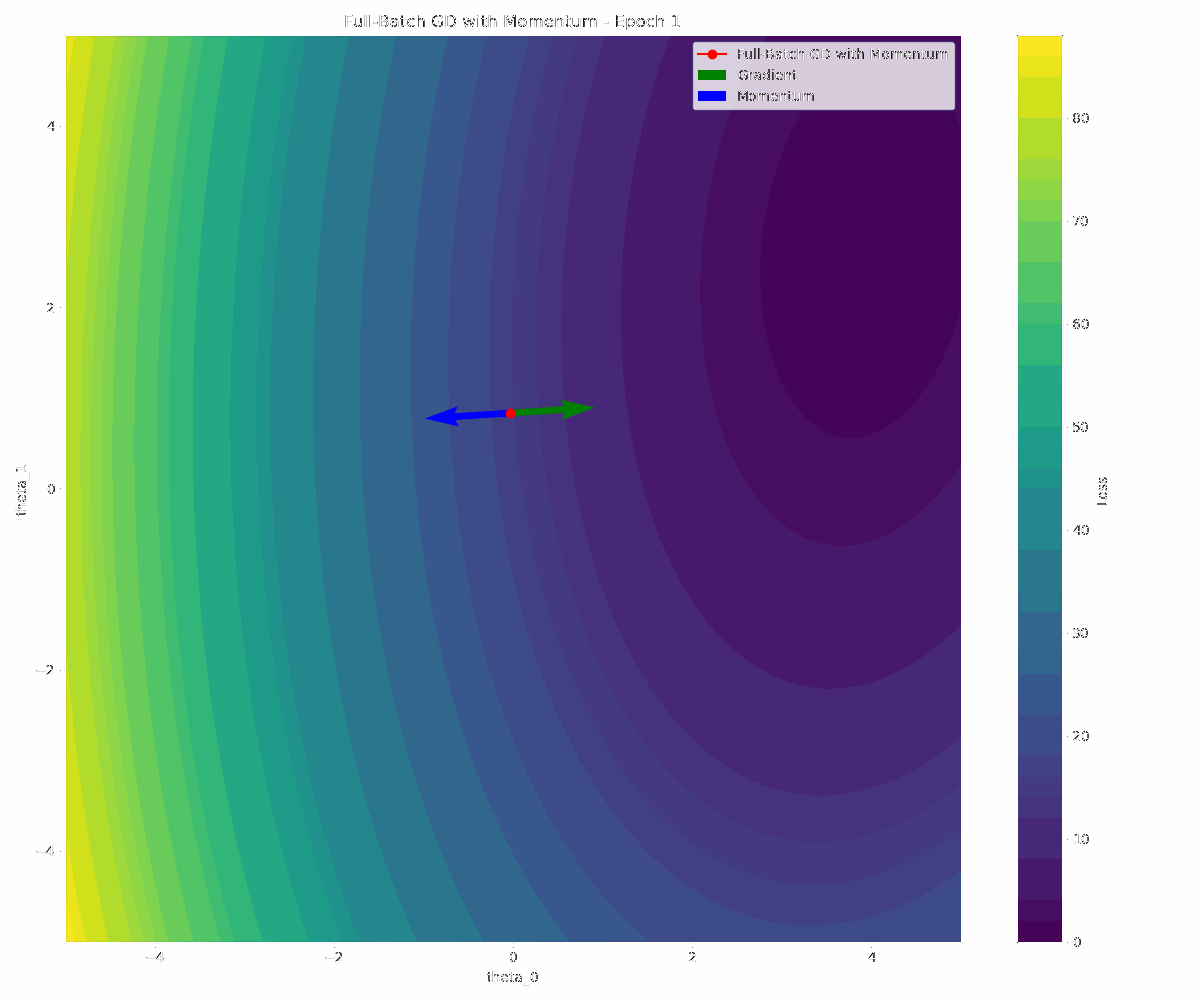 Full-Batch GD with Momentum - Epoch 1
Full-Batch GD with Momentum
Gradient
Momentum
4
2
0
−2
−4
theta_1
−4
−2
0
2
4
theta_0
80
70
60
50
40
30
20
10
0
Loss